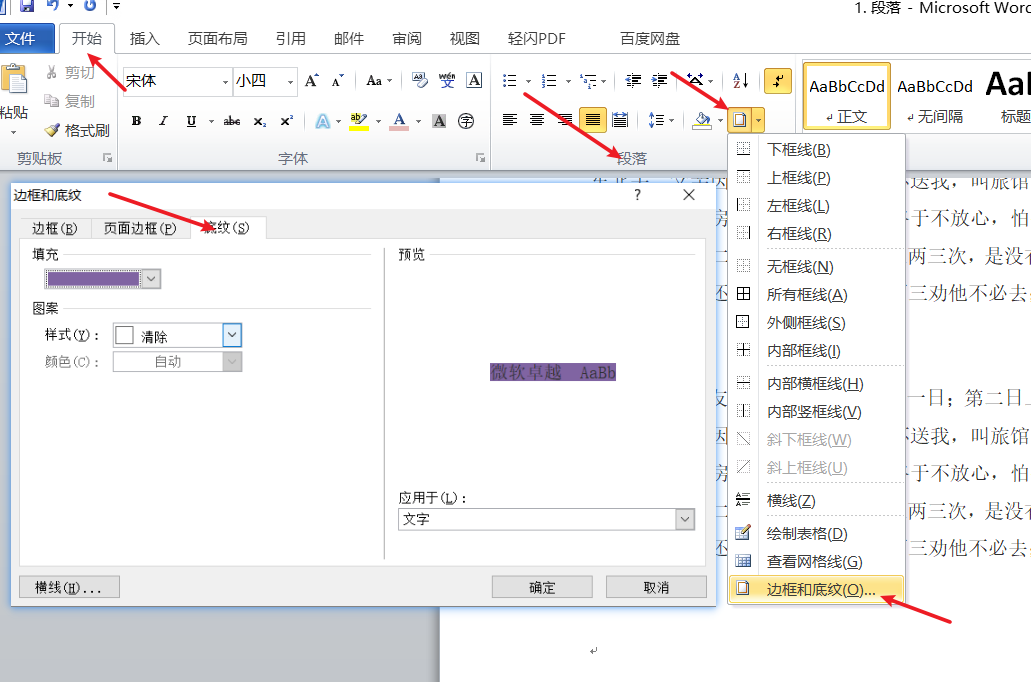 1. 段落 - Microsoft Word
文件 开始 插入 页面布局 引用 邮件 审阅 视图 轻闪PDF 百度网盘
剪切
复制
格式刷
粘贴
剪贴板
宋体 小四
B I U abc x₂ x²
字体
段落
AaBbCcDd AaBbCcDd AaI
正文 无间隔 标题
边框和底纹 ?
边框(B) 页面边框(P) 底纹(S)
填充
图案
样式(Y): 清除
颜色(C): 自动
预览
微软卓越 AaBb
应用于(L):
文字
横线(H)... 确定 取消
下框线(B)
上框线(P)
左框线(L)
右框线(R)
无框线(N)
所有框线(A)
外侧框线(S)
内部框线(I)
内部横框线(H)
内部竖框线(V)
斜下框线(W)
斜上框线(U)
横线(Z)
绘制表格(D)
查看网格线(G)
边框和底纹(O)...
送我，叫旅馆
于不放心，怕
两三次，是没有
三劝他不必去
一日；第二日
送我，叫旅馆
于不放心，怕
两三次，是没有
三劝他不必去